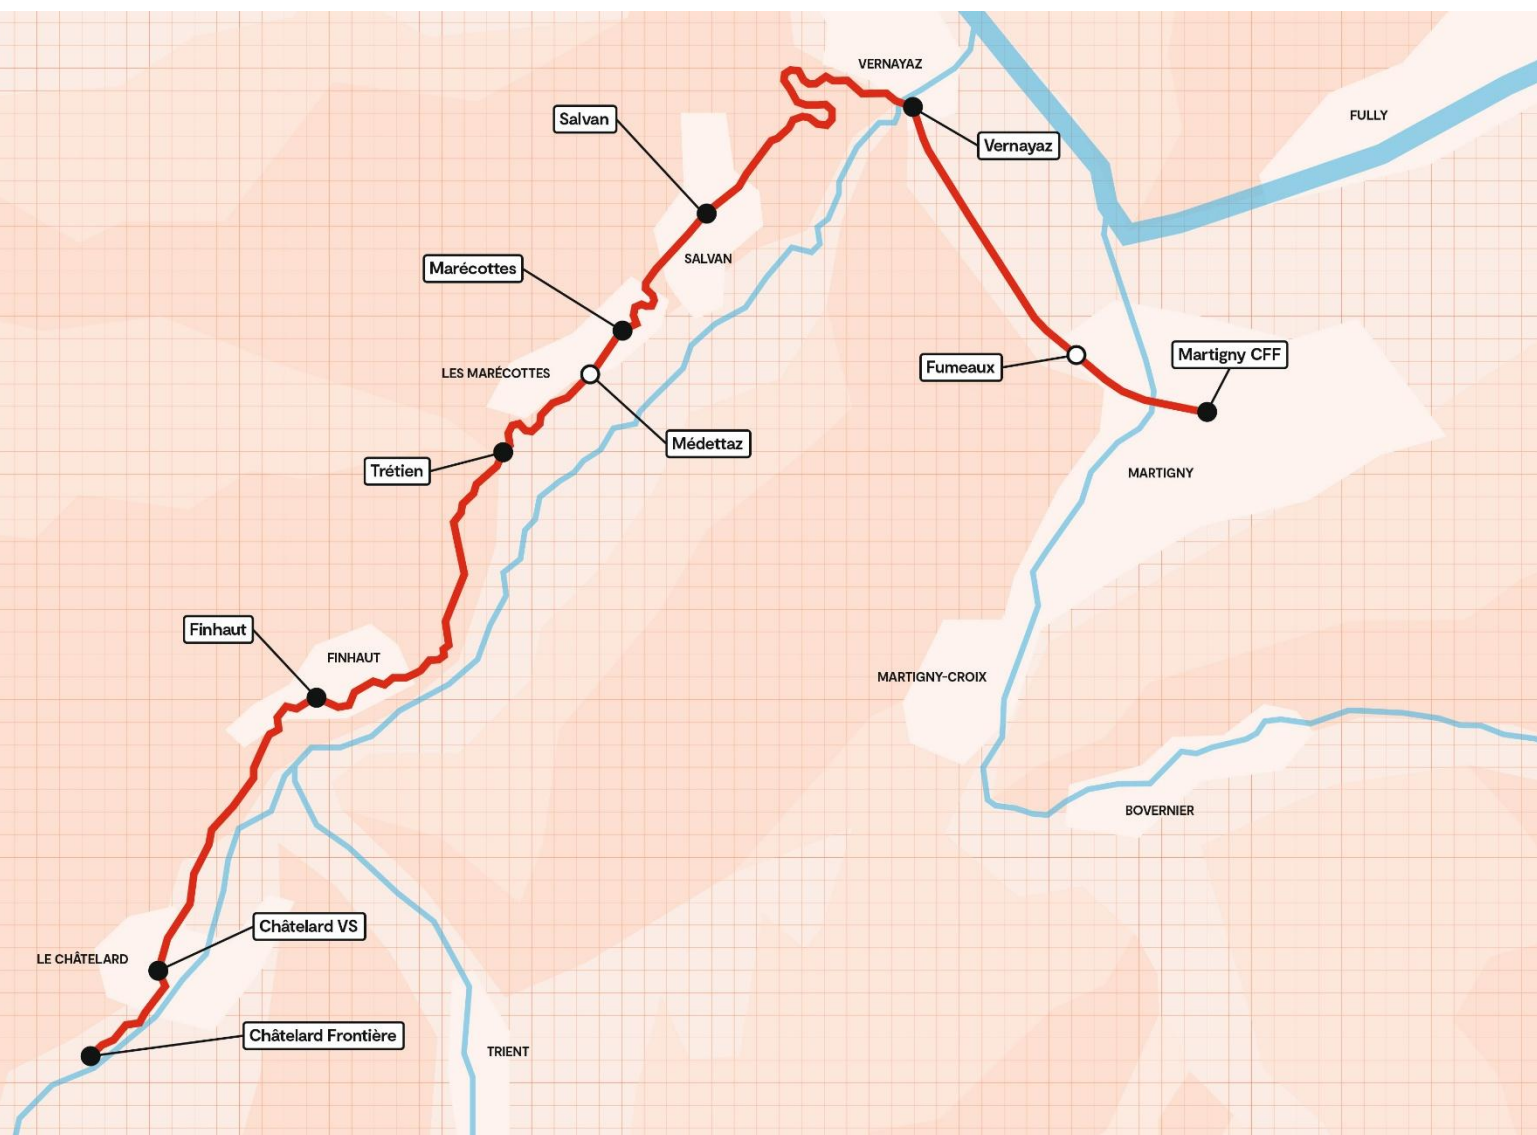 VERNAYAZ
FULLY
Salvan
Vernayaz
SALVAN
Marécottes
Martigny CFF
Fumeaux
LES MARÉCOTTES
Médettaz
Trétien
MARTIGNY
Finhaut
FINHAUT
MARTIGNY-CROIX
BOVERNIER
Châtelard VS
LE CHÂTELARD
Châtelard Frontière
TRIENT